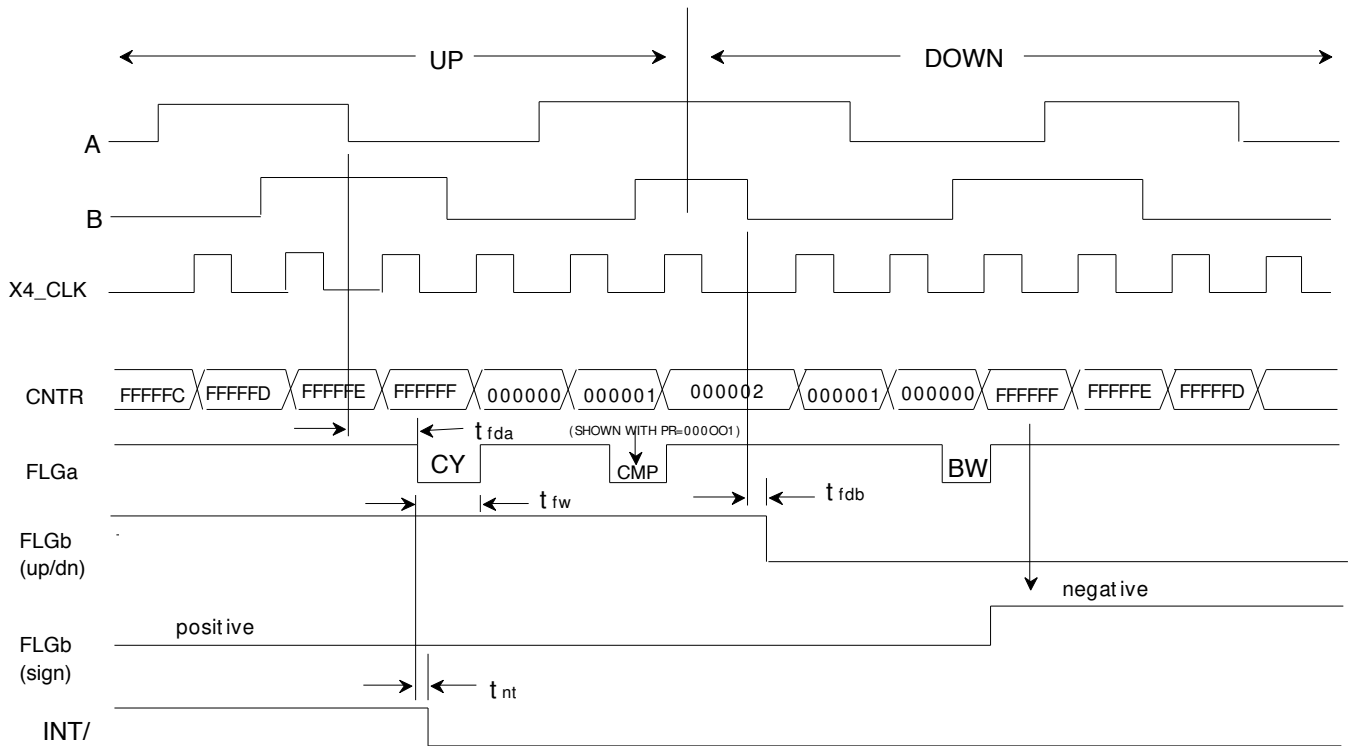 UP DOWN
A
B
X4_CLK
CNTR FFFFFC FFFFFD FFFFFE FFFFFF 000000 000001 000002 000001 000000 FFFFFF FFFFFE FFFFFD
t fda (SHOWN WITH PR=000OO1)
FLGa CY CMP BW
t fw t fdb
FLGb
(up/dn)
negative
positive
FLGb
(sign)
t nt
INT/